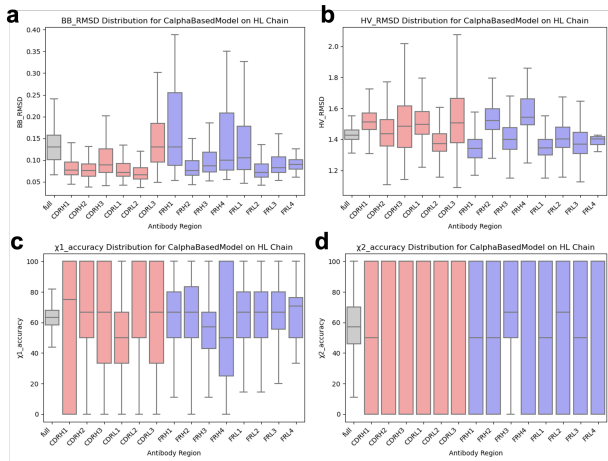 a
BB_RMSD Distribution for CalphaBasedModel on HL Chain
0.40
0.35
0.30
0.25
0.20
0.15
0.10
0.05
BB_RMSD
full CDRH1 CDRH2 CDRH3 CDRL1 CDRL2 CDRL3 FRH1 FRH2 FRH3 FRH4 FRL1 FRL2 FRL3 FRL4
Antibody Region
b
HV_RMSD Distribution for CalphaBasedModel on HL Chain
2.0
1.8
1.6
1.4
1.2
HV_RMSD
full CDRH1 CDRH2 CDRH3 CDRL1 CDRL2 CDRL3 FRH1 FRH2 FRH3 FRH4 FRL1 FRL2 FRL3 FRL4
Antibody Region
c
χ1_accuracy Distribution for CalphaBasedModel on HL Chain
100
80
60
40
20
0
χ1_accuracy
full CDRH1 CDRH2 CDRH3 CDRL1 CDRL2 CDRL3 FRH1 FRH2 FRH3 FRH4 FRL1 FRL2 FRL3 FRL4
Antibody Region
d
χ2_accuracy Distribution for CalphaBasedModel on HL Chain
100
80
60
40
20
0
χ2_accuracy
full CDRH1 CDRH2 CDRH3 CDRL1 CDRL2 CDRL3 FRH1 FRH2 FRH3 FRH4 FRL1 FRL2 FRL3 FRL4
Antibody Region